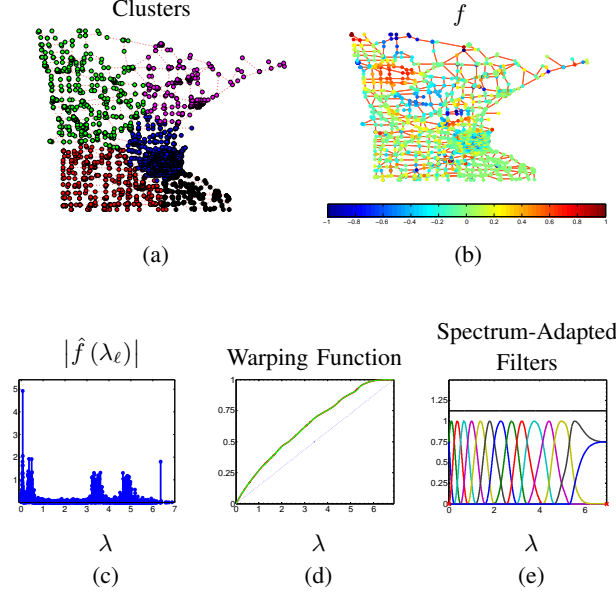 Clusters
f
−1 −0.8 −0.6 −0.4 −0.2 0 0.2 0.4 0.6 0.8 1
(a)
(b)
|f̂ (λℓ)|
Warping Function
Spectrum-Adapted
Filters
5
4
3
2
1
0
0 1 2 3 4 5 6 7
1
0.75
0.5
0.25
0
0 1 2 3 4 5 6
1.25
1
0.75
0.5
0.25
0
0 2 4 6
λ
λ
λ
(c)
(d)
(e)